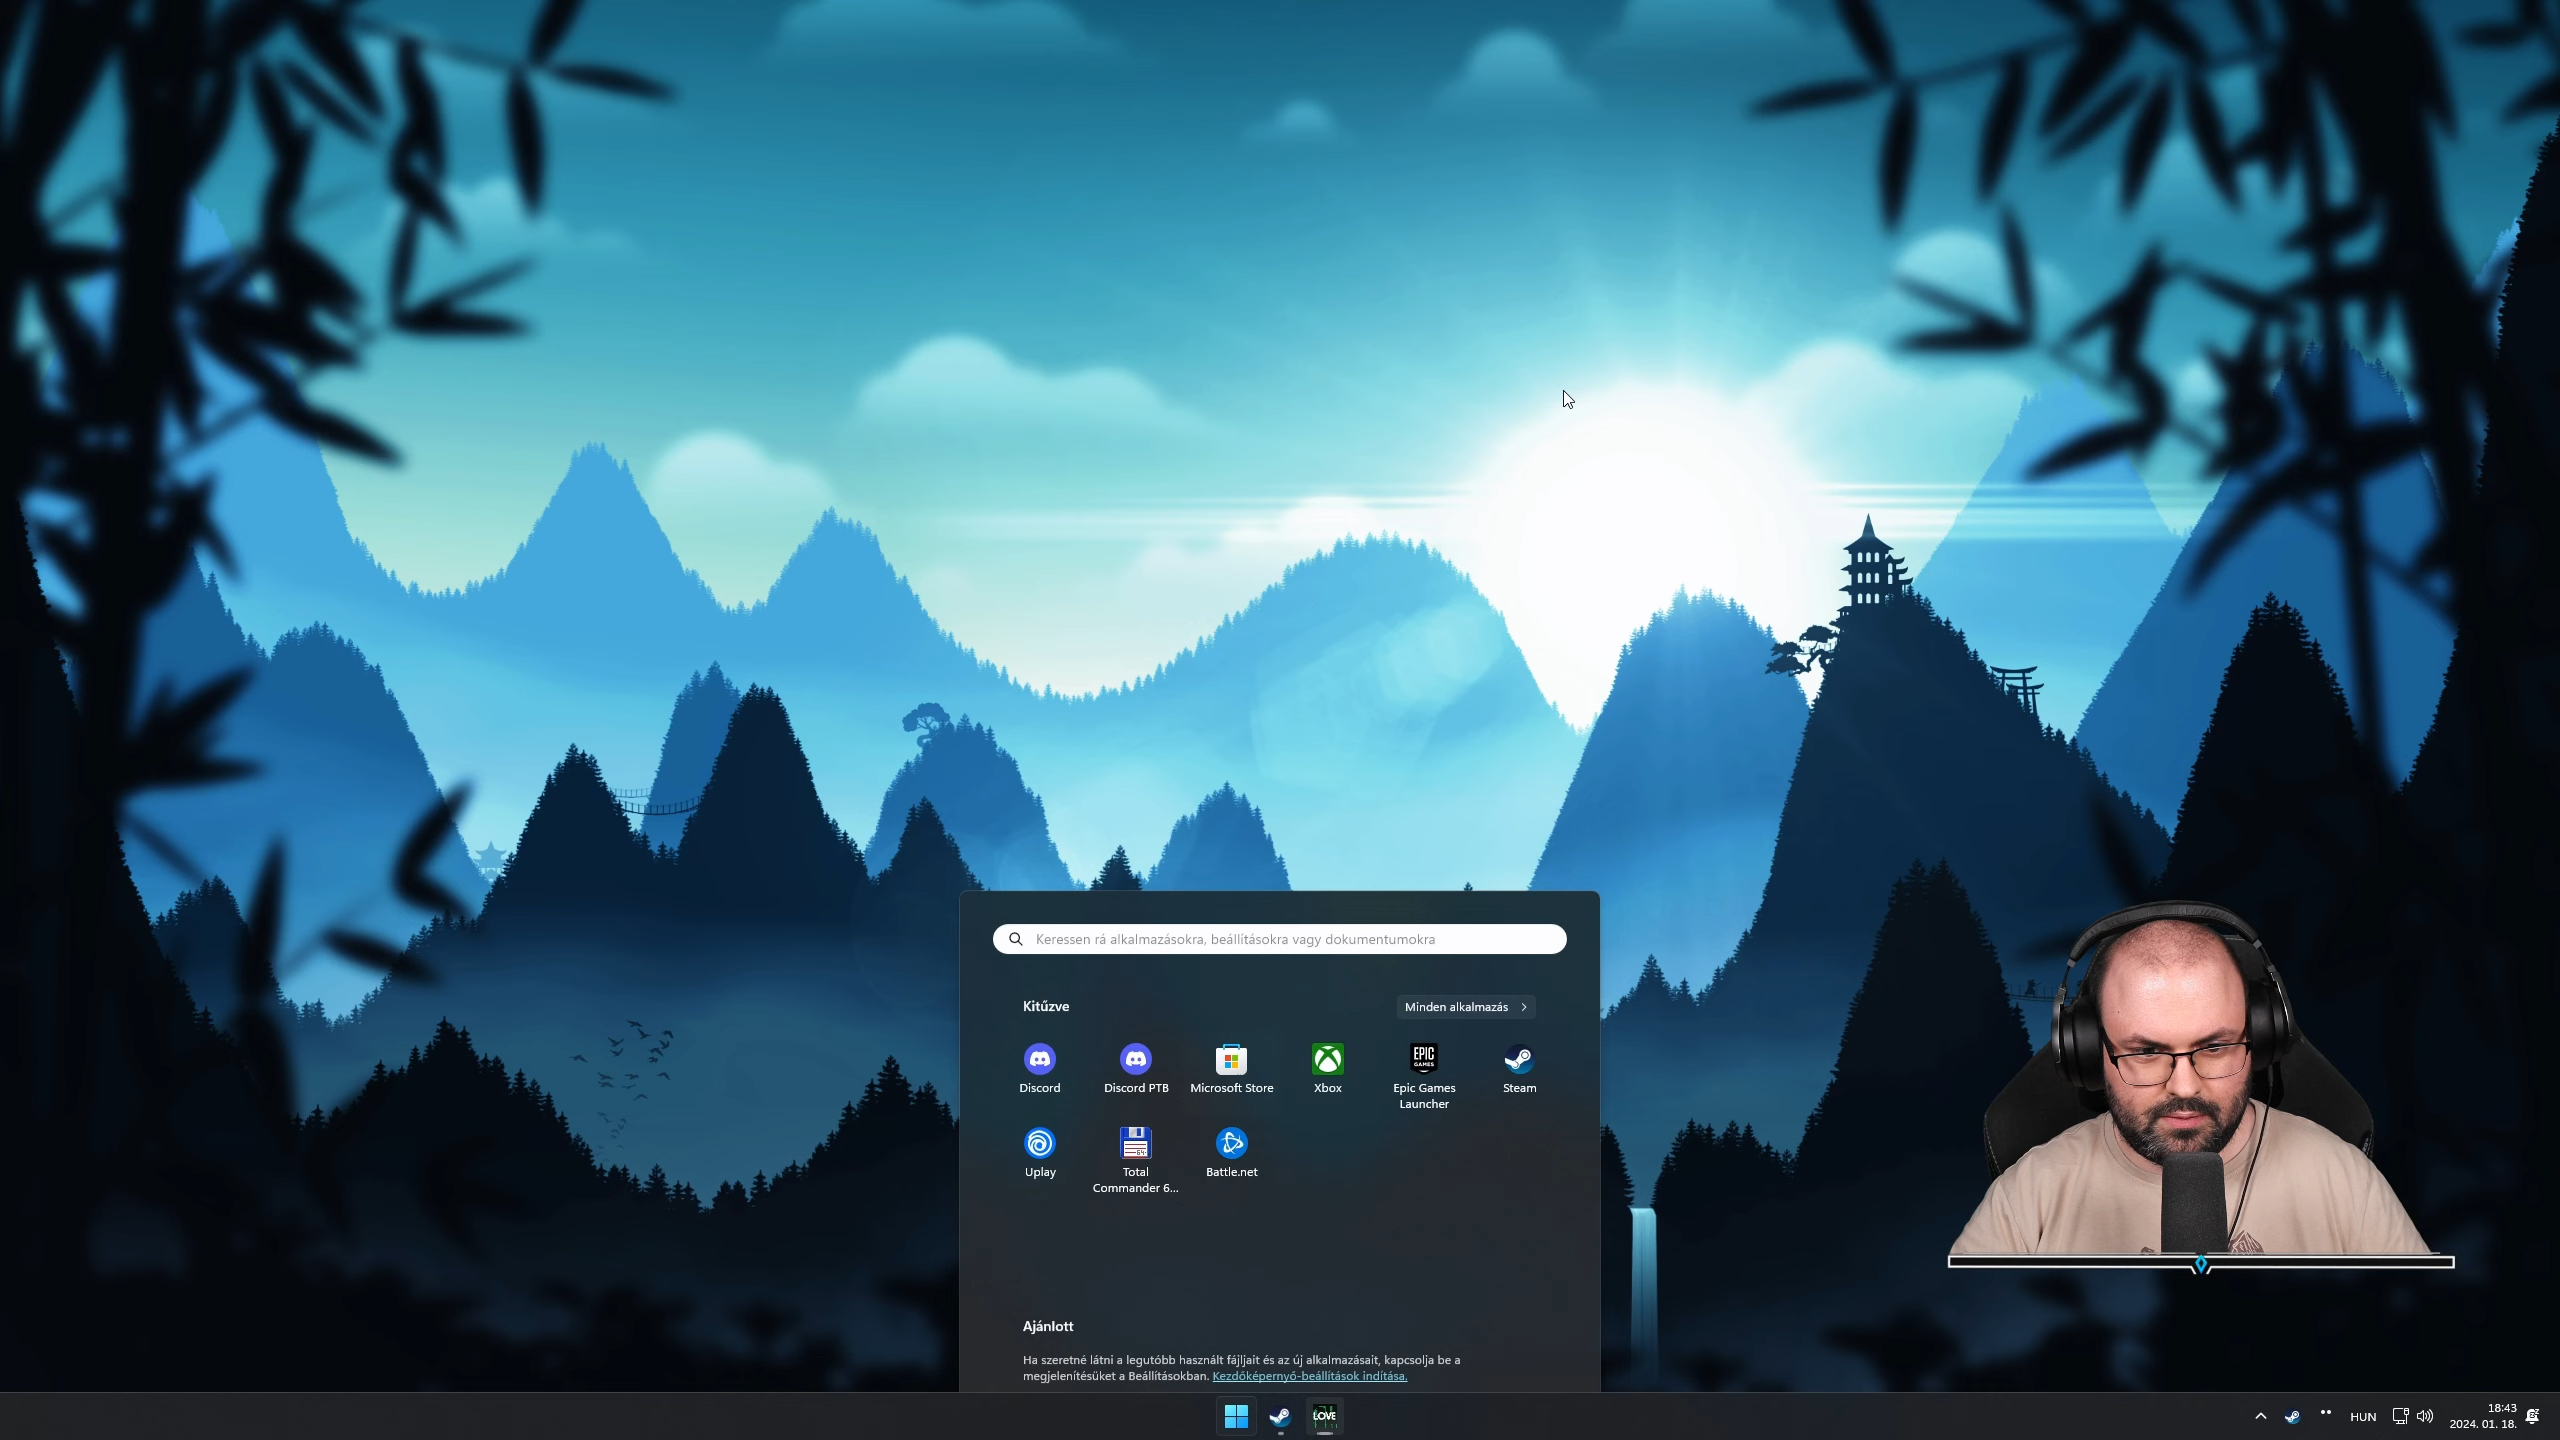 Keressen rá alkalmazásokra, beállításokra vagy dokumentumokra
Kitűzve
Minden alkalmazás
Discord
Discord PTB
Microsoft Store
Xbox
EPIC GAMES
Epic Games
Launcher
Steam
Uplay
64
Total
Commander 6...
Battle.net
Ajánlott
Ha szeretné látni a legutóbb használt fájljait és az új alkalmazásait, kapcsolja be a
megjelenítésüket a Beállításokban. Kezdőképernyő-beállítások indítása.
LOVE
HUN
18:43
2024. 01. 18.